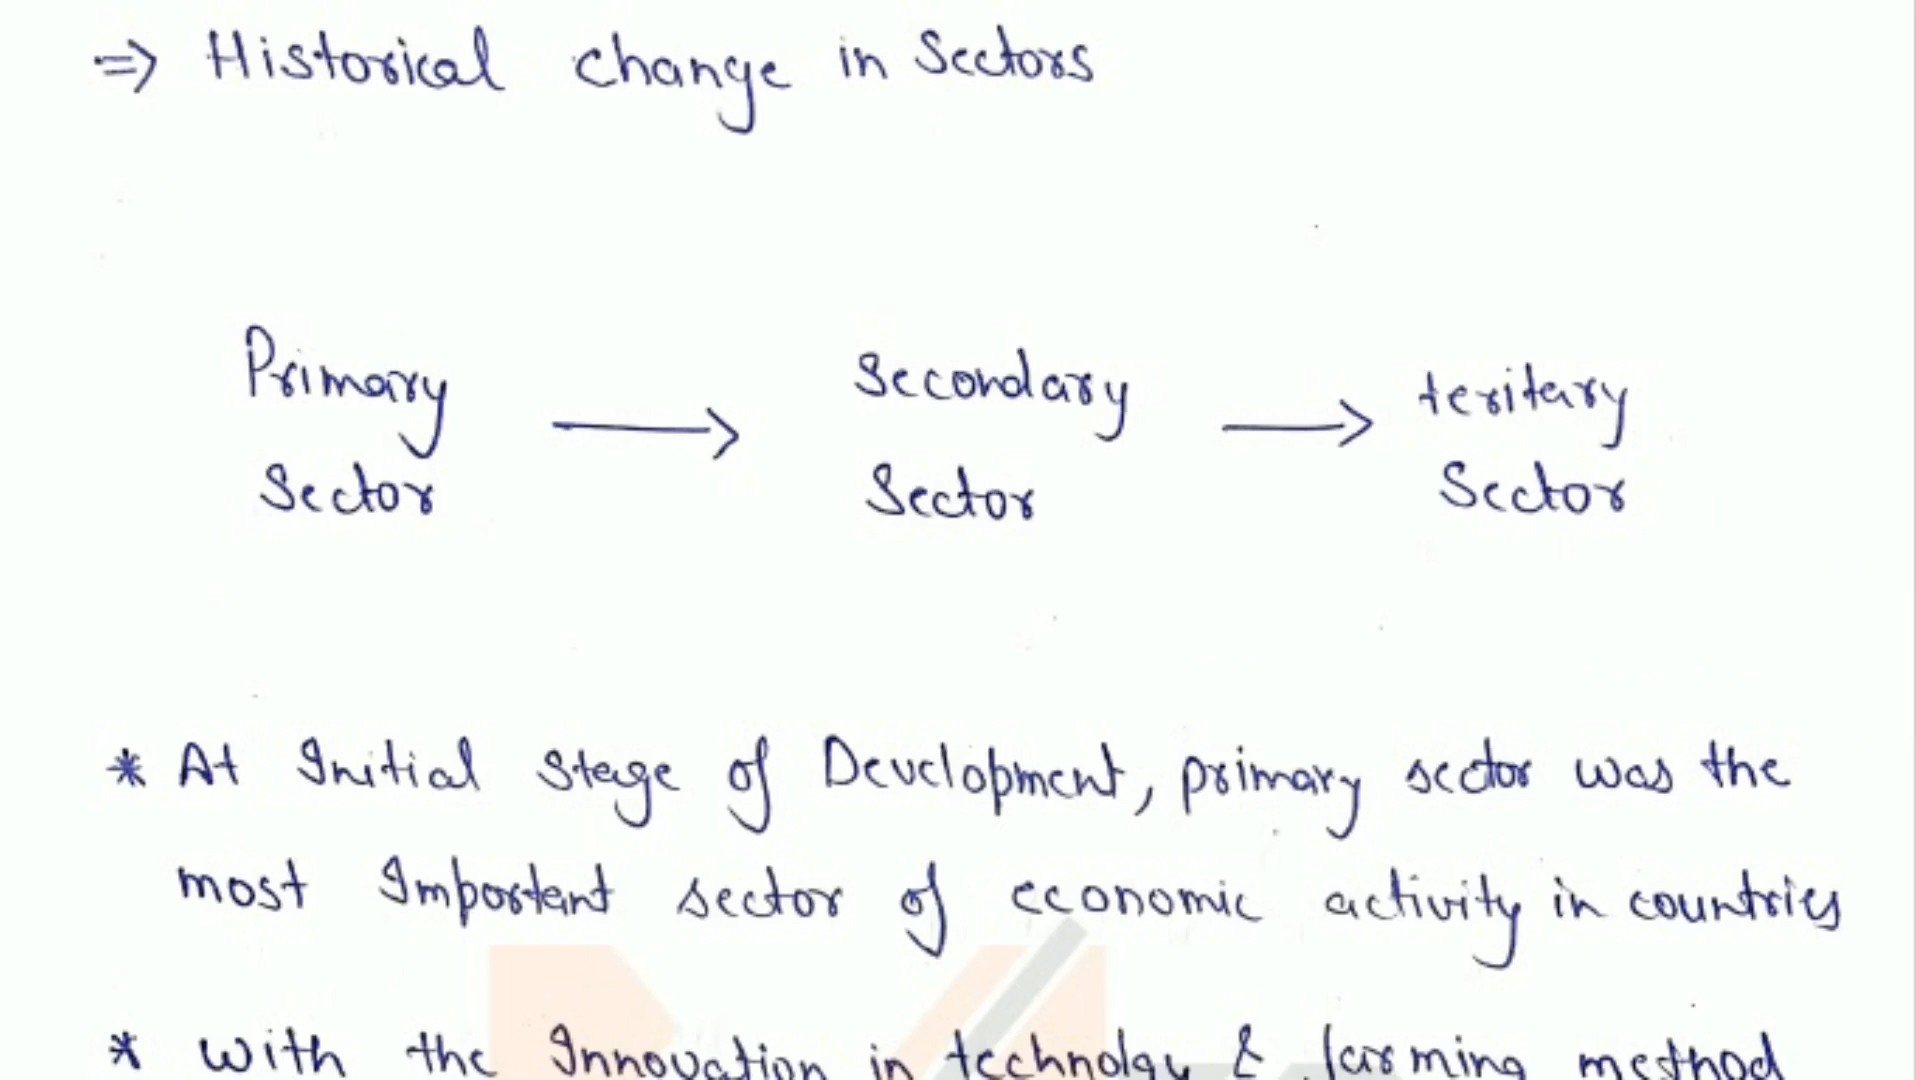 => Historical change in Sectors
Primary → Secondary → teritary
Sector Sector Sector
* At Initial stage of Development, primary sector was the
most Important sector of economic activity in countries
* With the Innovation in technology & farming method